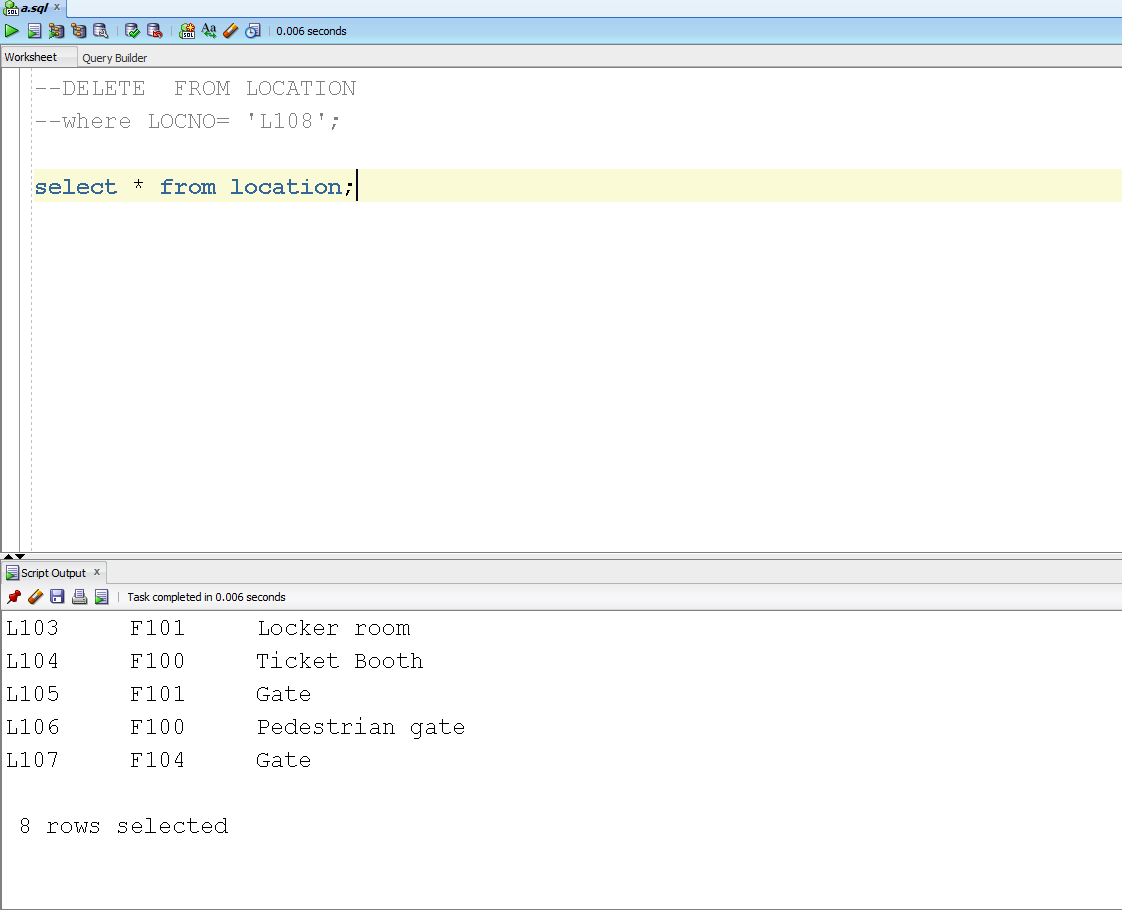 a.sql x
0.006 seconds
Worksheet Query Builder
--DELETE  FROM LOCATION
--where LOCNO= 'L108';
select * from location;
Script Output x
Task completed in 0.006 seconds
L103 F101 Locker room
L104 F100 Ticket Booth
L105 F101 Gate
L106 F100 Pedestrian gate
L107 F104 Gate
8 rows selected